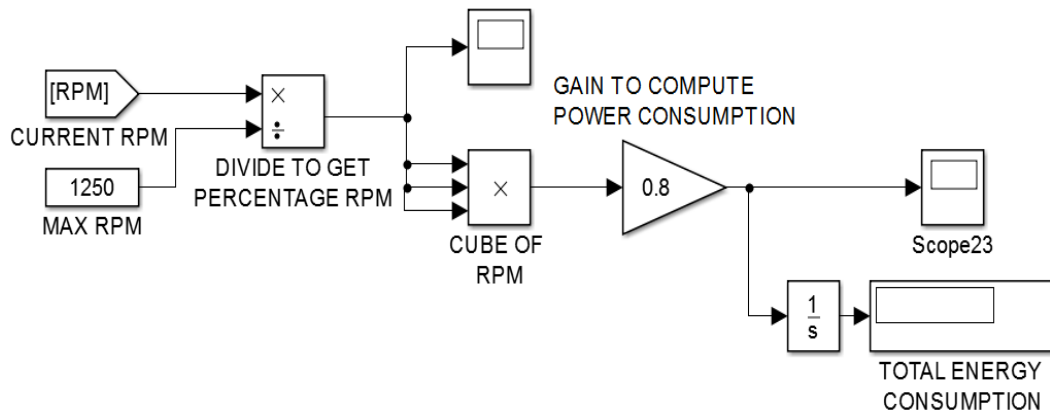 [RPM]
CURRENT RPM
1250
MAX RPM
×
÷
DIVIDE TO GET
PERCENTAGE RPM
×
CUBE OF
RPM
GAIN TO COMPUTE
POWER CONSUMPTION
0.8
Scope23
1
s
TOTAL ENERGY
CONSUMPTION